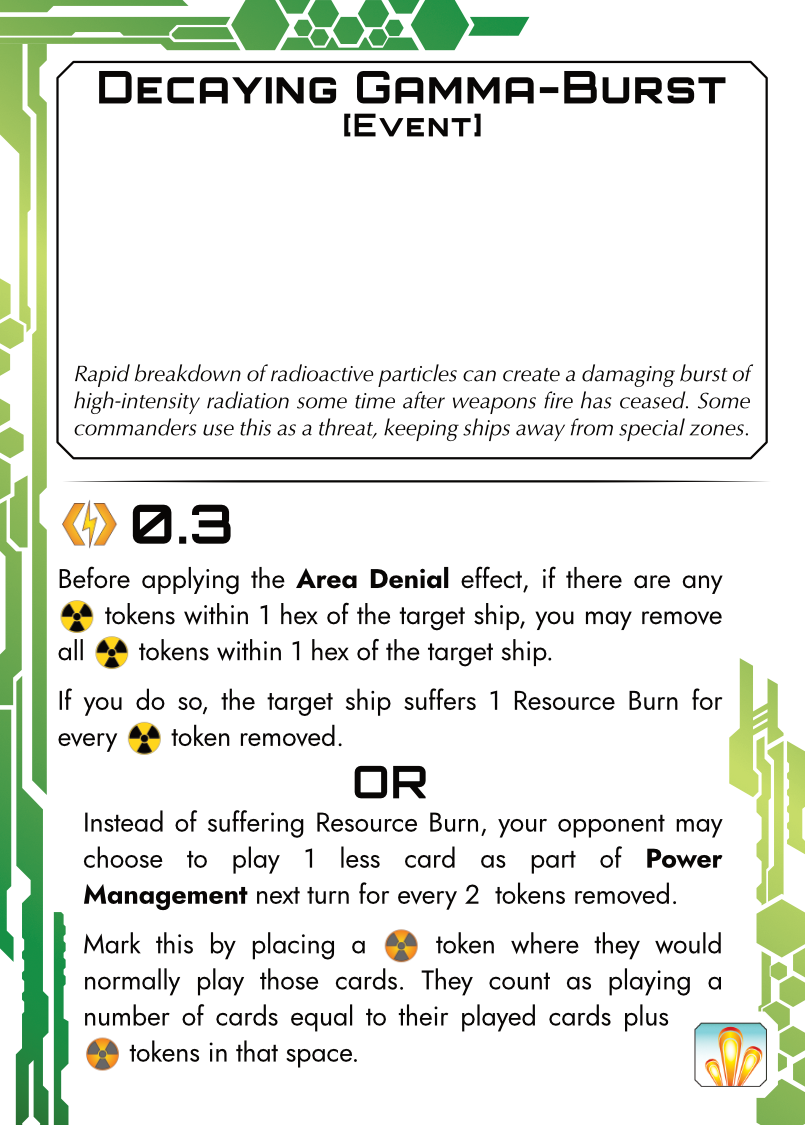 Decaying Gamma-Burst
[Event]
Rapid breakdown of radioactive particles can create a damaging burst of
high-intensity radiation some time after weapons fire has ceased. Some
commanders use this as a threat, keeping ships away from special zones.
0.3
Before applying the Area Denial effect, if there are any
tokens within 1 hex of the target ship, you may remove
all tokens within 1 hex of the target ship.
If you do so, the target ship suffers 1 Resource Burn for
every token removed.
OR
Instead of suffering Resource Burn, your opponent may
choose to play 1 less card as part of Power
Management next turn for every 2 tokens removed.
Mark this by placing a token where they would
normally play those cards. They count as playing a
number of cards equal to their played cards plus
tokens in that space.